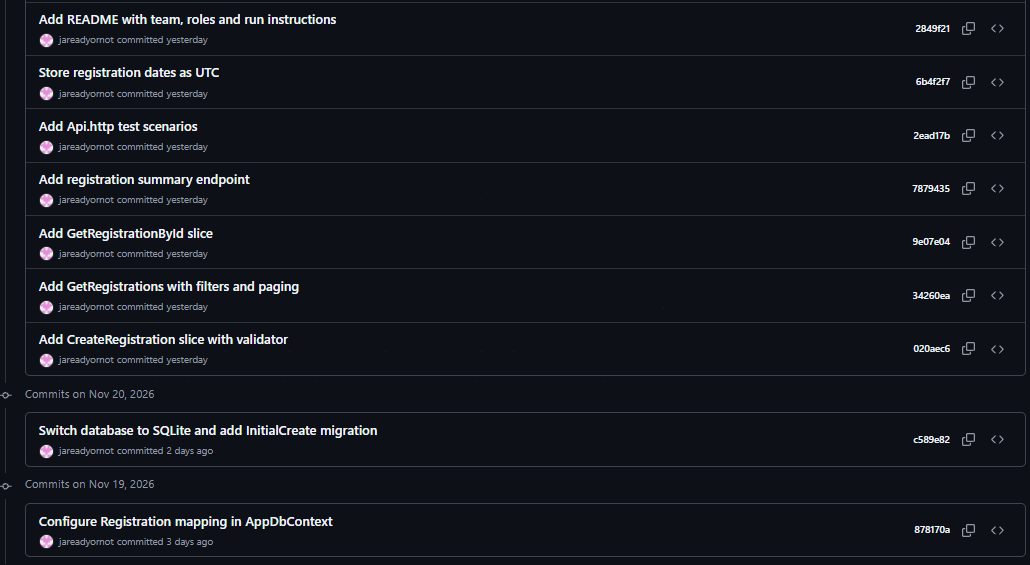 Add README with team, roles and run instructions
2849f21
jareadyornot committed yesterday
Store registration dates as UTC
6b4f2f7
jareadyornot committed yesterday
Add Api.http test scenarios
2ead17b
jareadyornot committed yesterday
Add registration summary endpoint
7879435
jareadyornot committed yesterday
Add GetRegistrationById slice
9e07e04
jareadyornot committed yesterday
Add GetRegistrations with filters and paging
34260ea
jareadyornot committed yesterday
Add CreateRegistration slice with validator
020aec6
jareadyornot committed yesterday
Commits on Nov 20, 2026
Switch database to SQLite and add InitialCreate migration
c589e82
jareadyornot committed 2 days ago
Commits on Nov 19, 2026
Configure Registration mapping in AppDbContext
878170a
jareadyornot committed 3 days ago